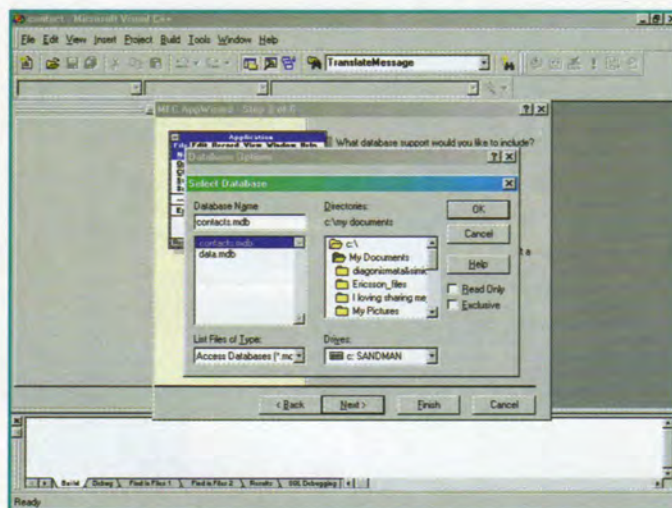 contact - Microsoft Visual C++
File Edit View Insert Project Build Tools Window Help
TranslateMessage
MFC AppWizard - Step 2 of 6
Application
File Edit Record View Window Help
What database support would you like to include?
Database Options
Select Database
Database Name
contacts.mdb
contacts.mdb
data.mdb
List Files of Type:
Access Databases (*.mc
Directories:
c:\my documents
c:\
My Documents
Ericsson_files
I loving sharing me
My Pictures
Drives:
c: SANDMAN
OK
Cancel
Help
Read Only
Exclusive
t a
< Back
Next >
Finish
Cancel
Build
Debug
Find in Files 1
Find in Files 2
Results
SQL Debugging
Ready